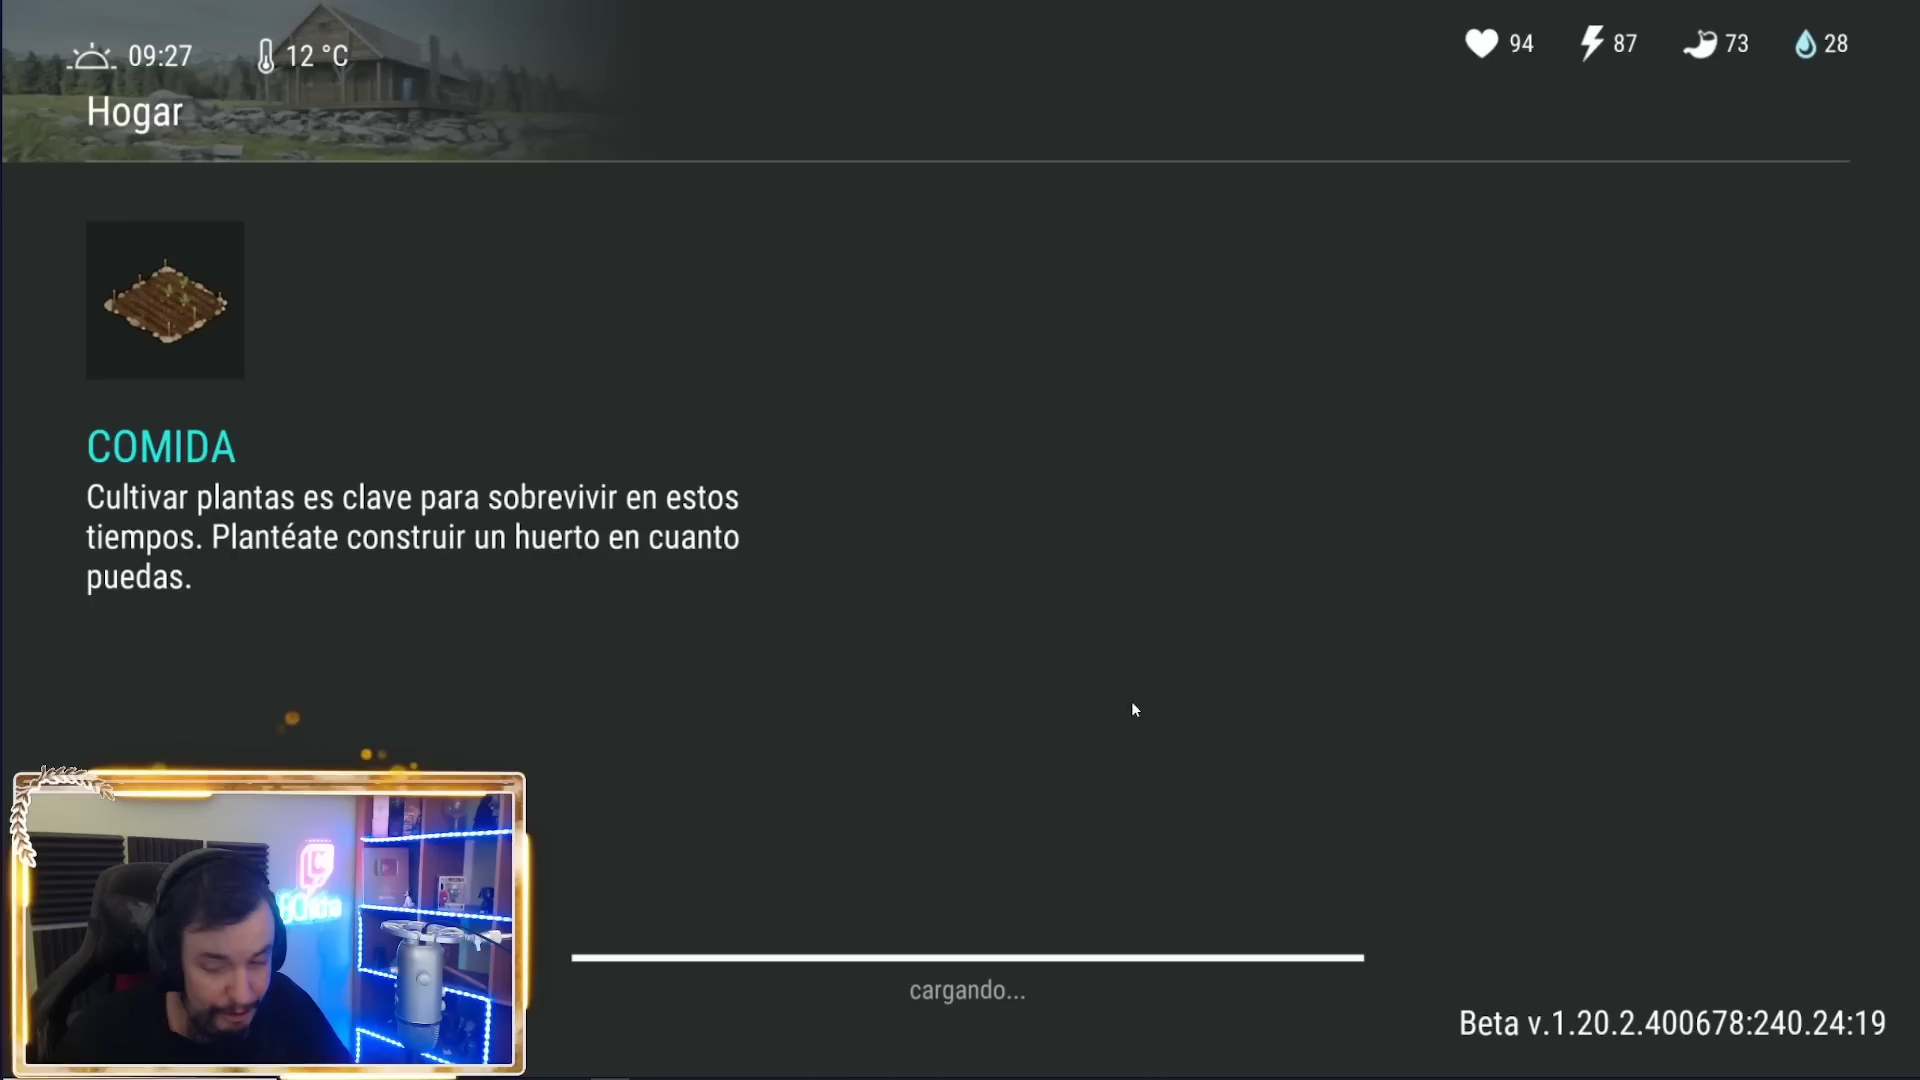 09:27
12 °C
94
87
73
28
Hogar
COMIDA
Cultivar plantas es clave para sobrevivir en estos
tiempos. Plantéate construir un huerto en cuanto
puedas.
cargando...
Beta v.1.20.2.400678:240.24:19